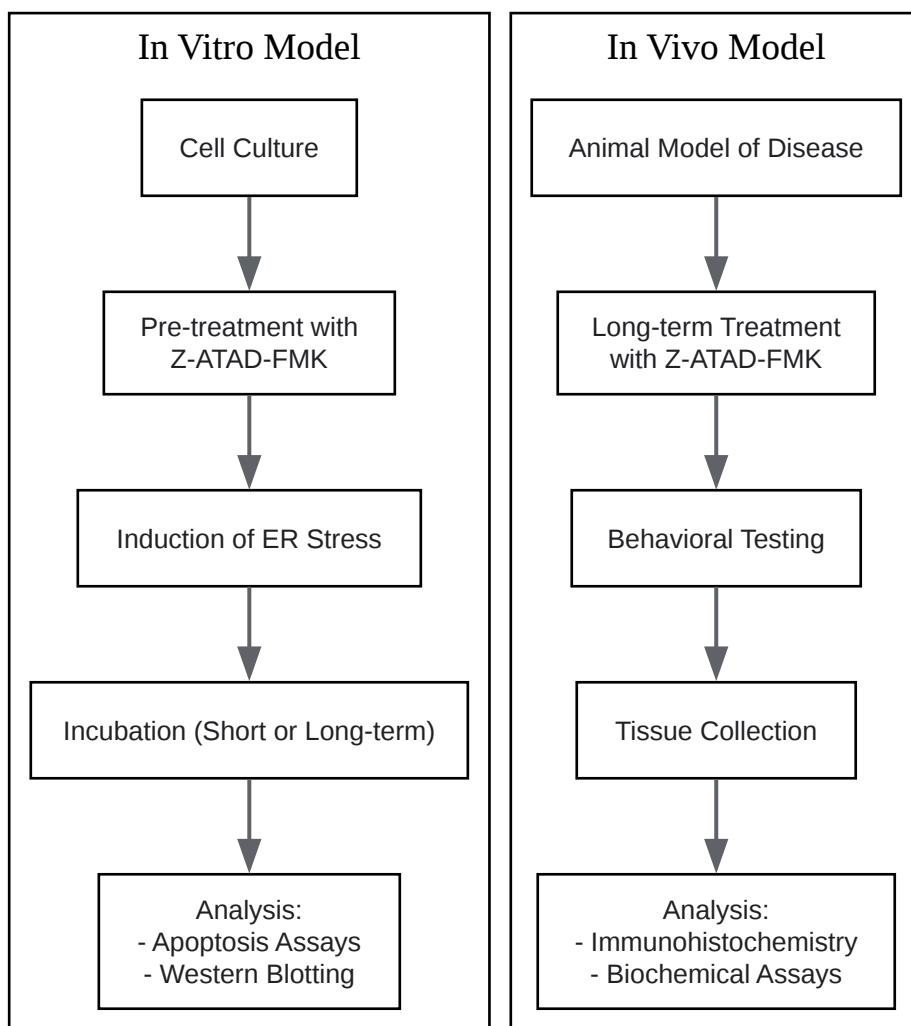 In Vitro Model
Cell Culture
Pre-treatment with
Z-ATAD-FMK
Induction of ER Stress
Incubation (Short or Long-term)
Analysis:
- Apoptosis Assays
- Western Blotting
In Vivo Model
Animal Model of Disease
Long-term Treatment
with Z-ATAD-FMK
Behavioral Testing
Tissue Collection
Analysis:
- Immunohistochemistry
- Biochemical Assays